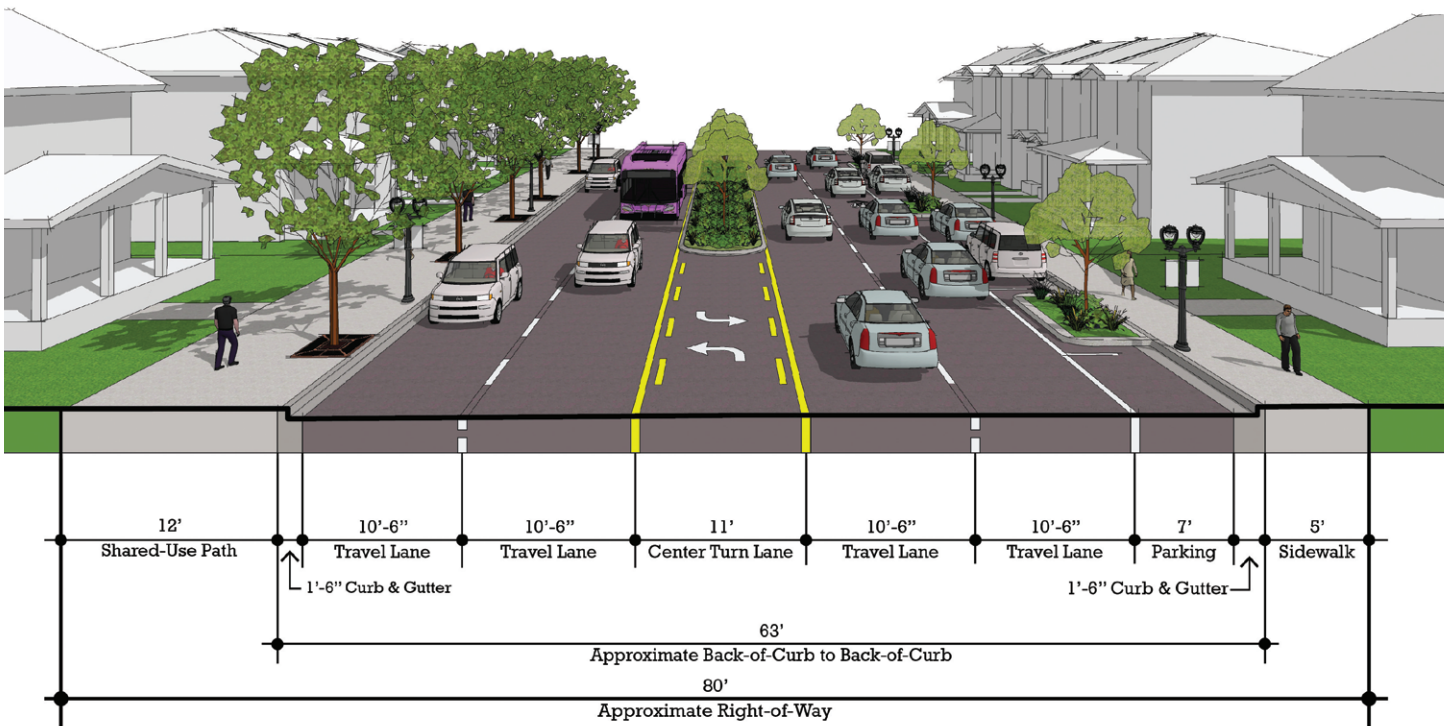 12’
Shared-Use Path
10’-6”
Travel Lane
10’-6”
Travel Lane
11’
Center Turn Lane
10’-6”
Travel Lane
10’-6”
Travel Lane
7’
Parking
5’
Sidewalk
1’-6” Curb & Gutter
1’-6” Curb & Gutter
63’
Approximate Back-of-Curb to Back-of-Curb
80’
Approximate Right-of-Way